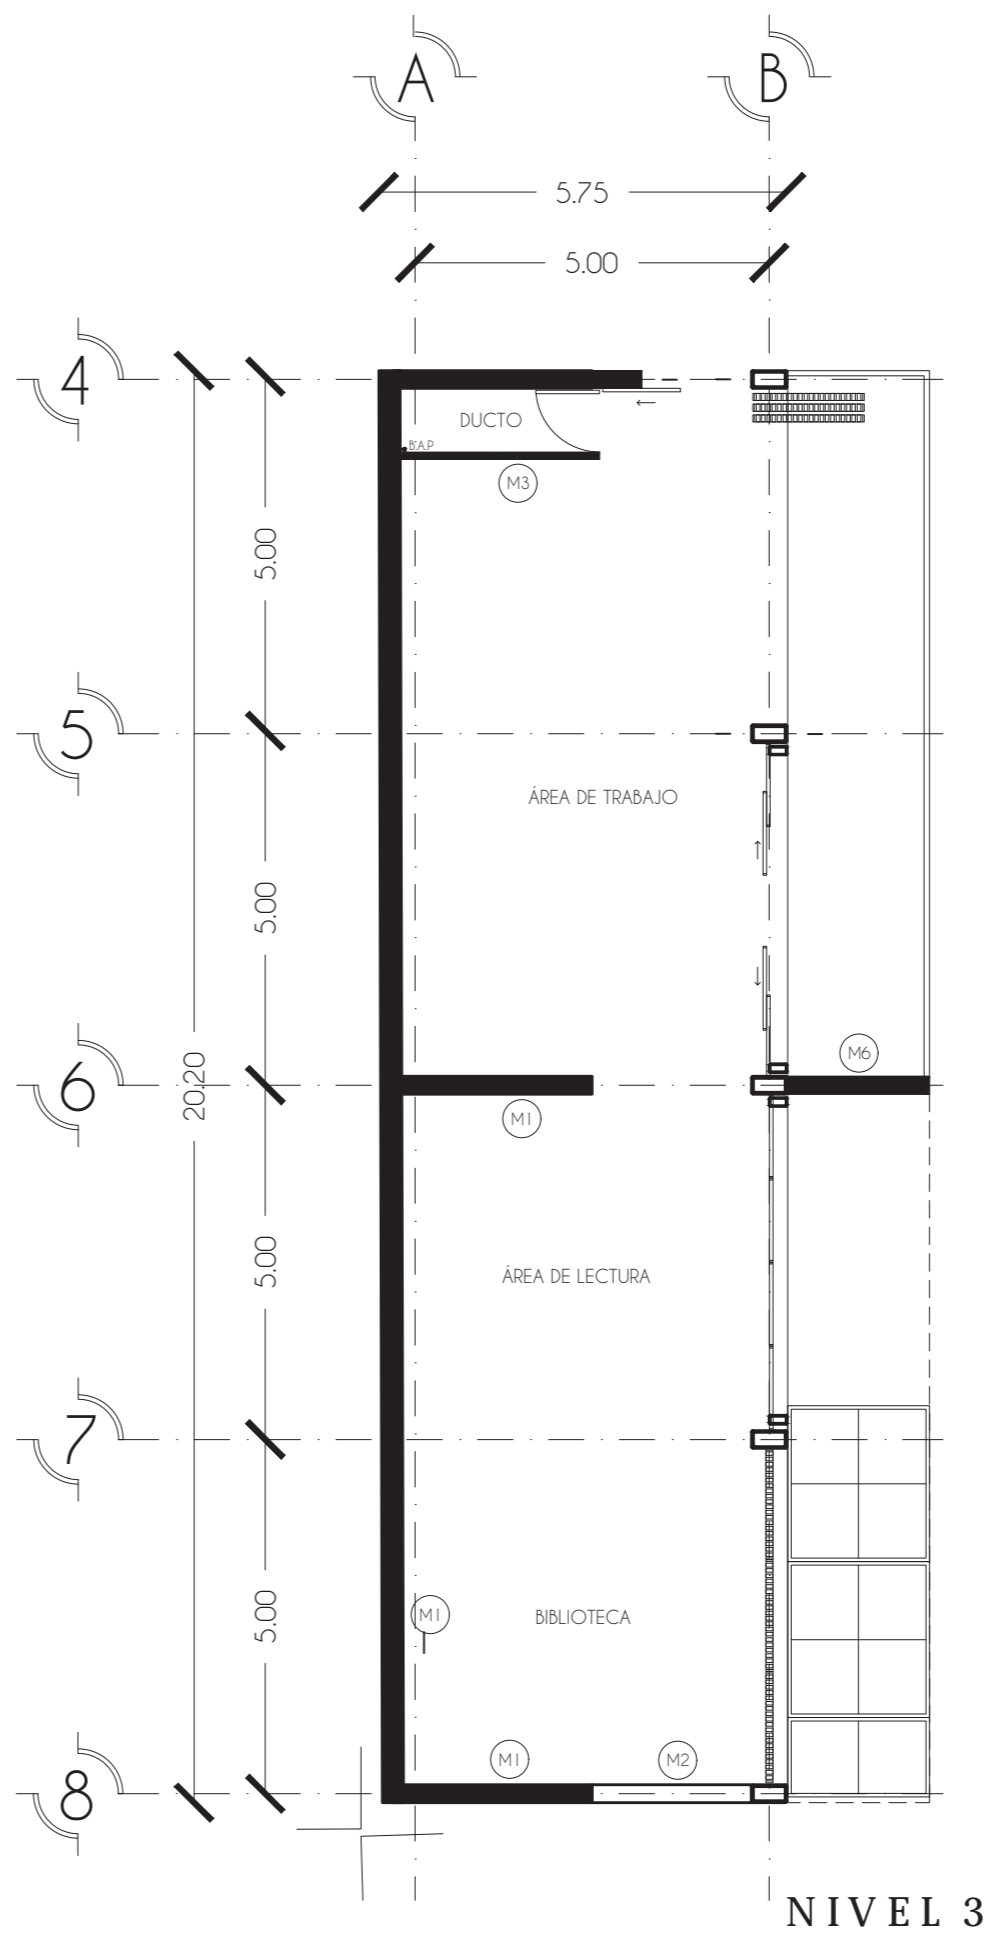 A
B
5.75
5.00
4
DUCTO
B.A.P
M3
5.00
5
ÁREA DE TRABAJO
5.00
M6
6
20.20
M1
5.00
ÁREA DE LECTURA
7
5.00
M1
BIBLIOTECA
M1
M2
8
NIVEL 3